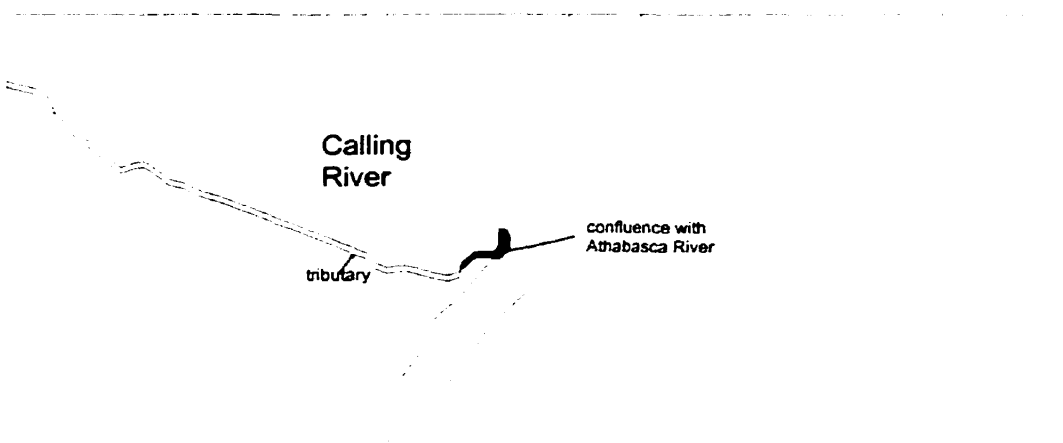 Calling
River
confluence with
Athabasca River
tributary